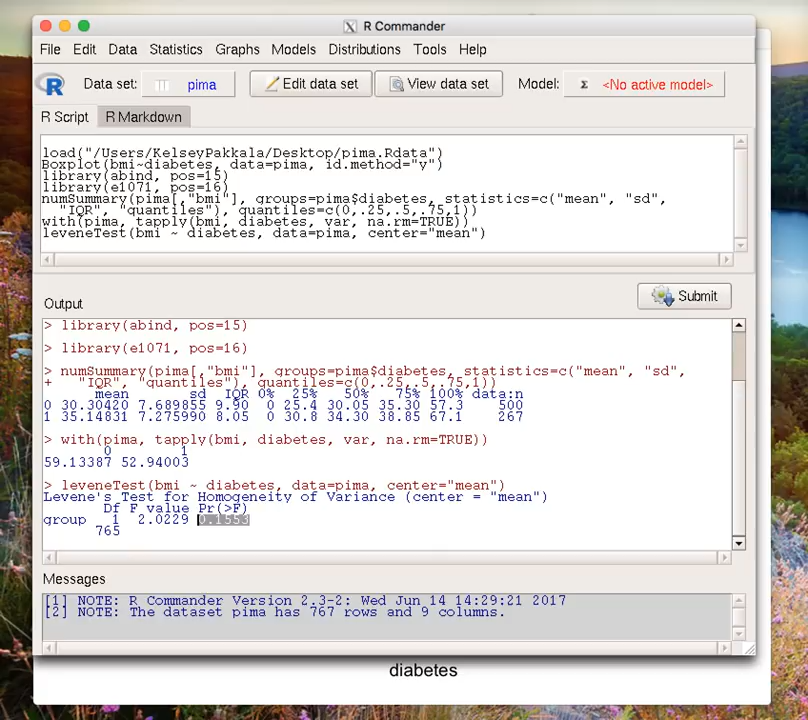 R Commander
File Edit Data Statistics Graphs Models Distributions Tools Help
Data set: pima Edit data set View data set Model: Σ <No active model>
R Script R Markdown
load("/Users/KelseyPakkala/Desktop/pima.Rdata")
Boxplot(bmi~diabetes, data=pima, id.method="y")
library(abind, pos=15)
library(e1071, pos=16)
numSummary(pima[,"bmi"], groups=pima$diabetes, statistics=c("mean", "sd",
"IQR", "quantiles"), quantiles=c(0,.25,.5,.75,1))
with(pima, tapply(bmi, diabetes, var, na.rm=TRUE))
leveneTest(bmi ~ diabetes, data=pima, center="mean")
Output
Submit
> library(abind, pos=15)
> library(e1071, pos=16)
> numSummary(pima[,"bmi"], groups=pima$diabetes, statistics=c("mean", "sd",
+ "IQR", "quantiles"), quantiles=c(0,.25,.5,.75,1))
mean sd IQR 0% 25% 50% 75% 100% data:n
0 30.30420 7.689855 9.90 0 25.4 30.05 35.30 57.3 500
1 35.14831 7.275990 8.05 0 30.8 34.30 38.85 67.1 267
> with(pima, tapply(bmi, diabetes, var, na.rm=TRUE))
0 1
59.13387 52.94003
> leveneTest(bmi ~ diabetes, data=pima, center="mean")
Levene's Test for Homogeneity of Variance (center = "mean")
Df F value Pr(>F)
group 1 2.0229 0.1553
765
Messages
[1] NOTE: R Commander Version 2.3-2: Wed Jun 14 14:29:21 2017
[2] NOTE: The dataset pima has 767 rows and 9 columns.
diabetes